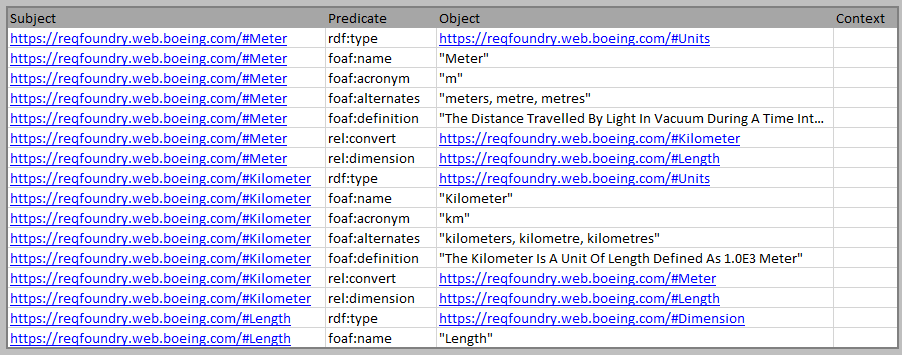 Subject Predicate Object Context
https://reqfoundry.web.boeing.com/#Meter rdf:type https://reqfoundry.web.boeing.com/#Units
https://reqfoundry.web.boeing.com/#Meter foaf:name "Meter"
https://reqfoundry.web.boeing.com/#Meter foaf:acronym "m"
https://reqfoundry.web.boeing.com/#Meter foaf:alternates "meters, metre, metres"
https://reqfoundry.web.boeing.com/#Meter foaf:definition "The Distance Travelled By Light In Vacuum During A Time Int...
https://reqfoundry.web.boeing.com/#Meter rel:convert https://reqfoundry.web.boeing.com/#Kilometer
https://reqfoundry.web.boeing.com/#Meter rel:dimension https://reqfoundry.web.boeing.com/#Length
https://reqfoundry.web.boeing.com/#Kilometer rdf:type https://reqfoundry.web.boeing.com/#Units
https://reqfoundry.web.boeing.com/#Kilometer foaf:name "Kilometer"
https://reqfoundry.web.boeing.com/#Kilometer foaf:acronym "km"
https://reqfoundry.web.boeing.com/#Kilometer foaf:alternates "kilometers, kilometre, kilometres"
https://reqfoundry.web.boeing.com/#Kilometer foaf:definition "The Kilometer Is A Unit Of Length Defined As 1.0E3 Meter"
https://reqfoundry.web.boeing.com/#Kilometer rel:convert https://reqfoundry.web.boeing.com/#Meter
https://reqfoundry.web.boeing.com/#Kilometer rel:dimension https://reqfoundry.web.boeing.com/#Length
https://reqfoundry.web.boeing.com/#Length rdf:type https://reqfoundry.web.boeing.com/#Dimension
https://reqfoundry.web.boeing.com/#Length foaf:name "Length"